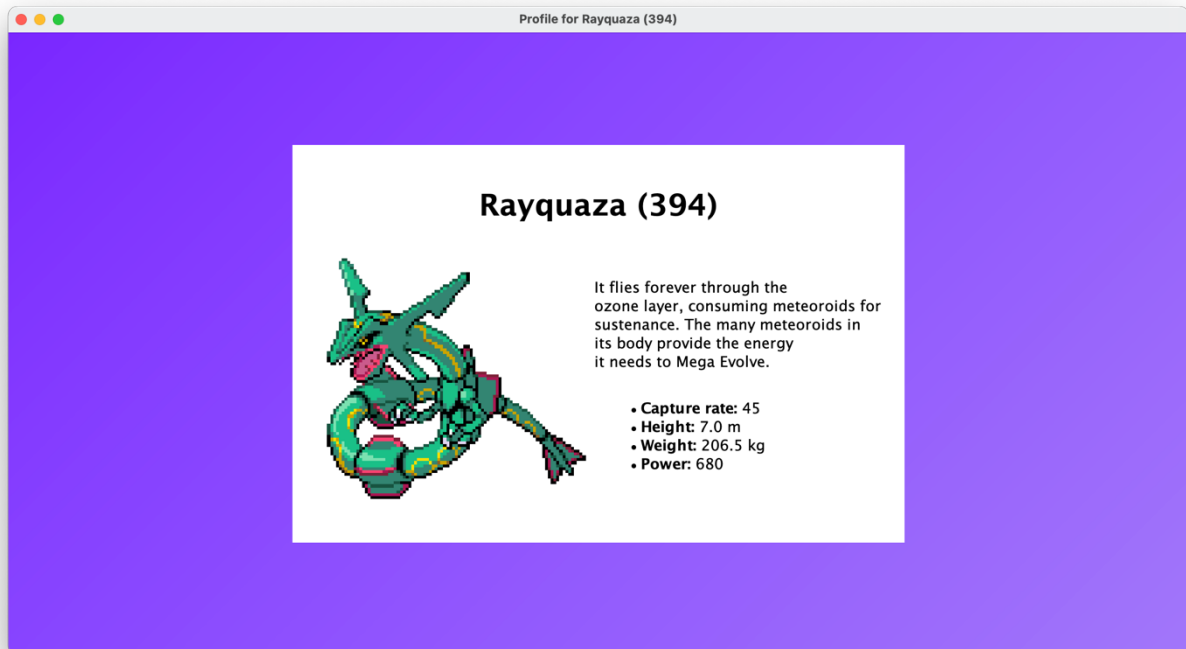 Profile for Rayquaza (394)
Rayquaza (394)
It flies forever through the
ozone layer, consuming meteoroids for
sustenance. The many meteoroids in
its body provide the energy
it needs to Mega Evolve.
• Capture rate: 45
• Height: 7.0 m
• Weight: 206.5 kg
• Power: 680